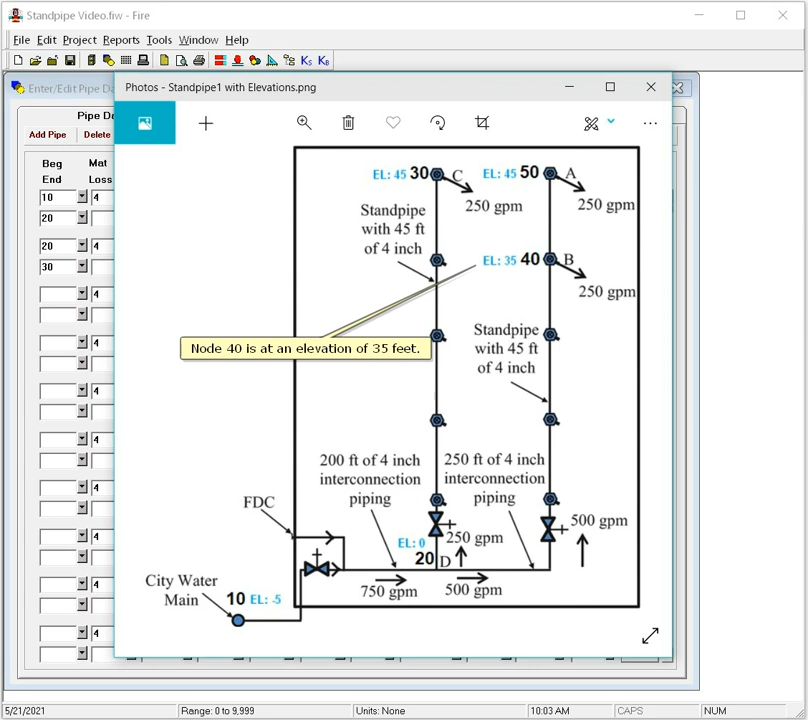 Standpipe Video.fiw - Fire
File Edit Project Reports Tools Window Help
Ks KB
Enter/Edit Pipe Da
Photos - Standpipe1 with Elevations.png
Pipe Da
Add Pipe Delete
Beg Mat
End Loss
10 4
20
20 4
30
4
4
4
4
4
4
4
4
EL: 45 30 C
250 gpm
EL: 45 50 A
250 gpm
Standpipe
with 45 ft
of 4 inch
EL: 35 40 B
250 gpm
Node 40 is at an elevation of 35 feet.
Standpipe
with 45 ft
of 4 inch
200 ft of 4 inch
interconnection
piping
250 ft of 4 inch
interconnection
piping
FDC
500 gpm
EL: 0
250 gpm
20 D
750 gpm
500 gpm
City Water
Main
10 EL: -5
5/21/2021 Range: 0 to 9,999 Units: None 10:03 AM CAPS NUM